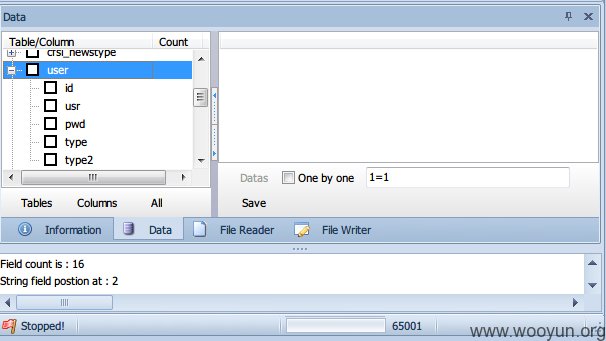 Data
Table/Column Count
crsl_newstype
user
id
usr
pwd
type
type2
Datas One by one 1=1
Tables Columns All Save
Information Data File Reader File Writer
Field count is : 16
String field postion at : 2
Stopped! 65001
www.wooyun.org